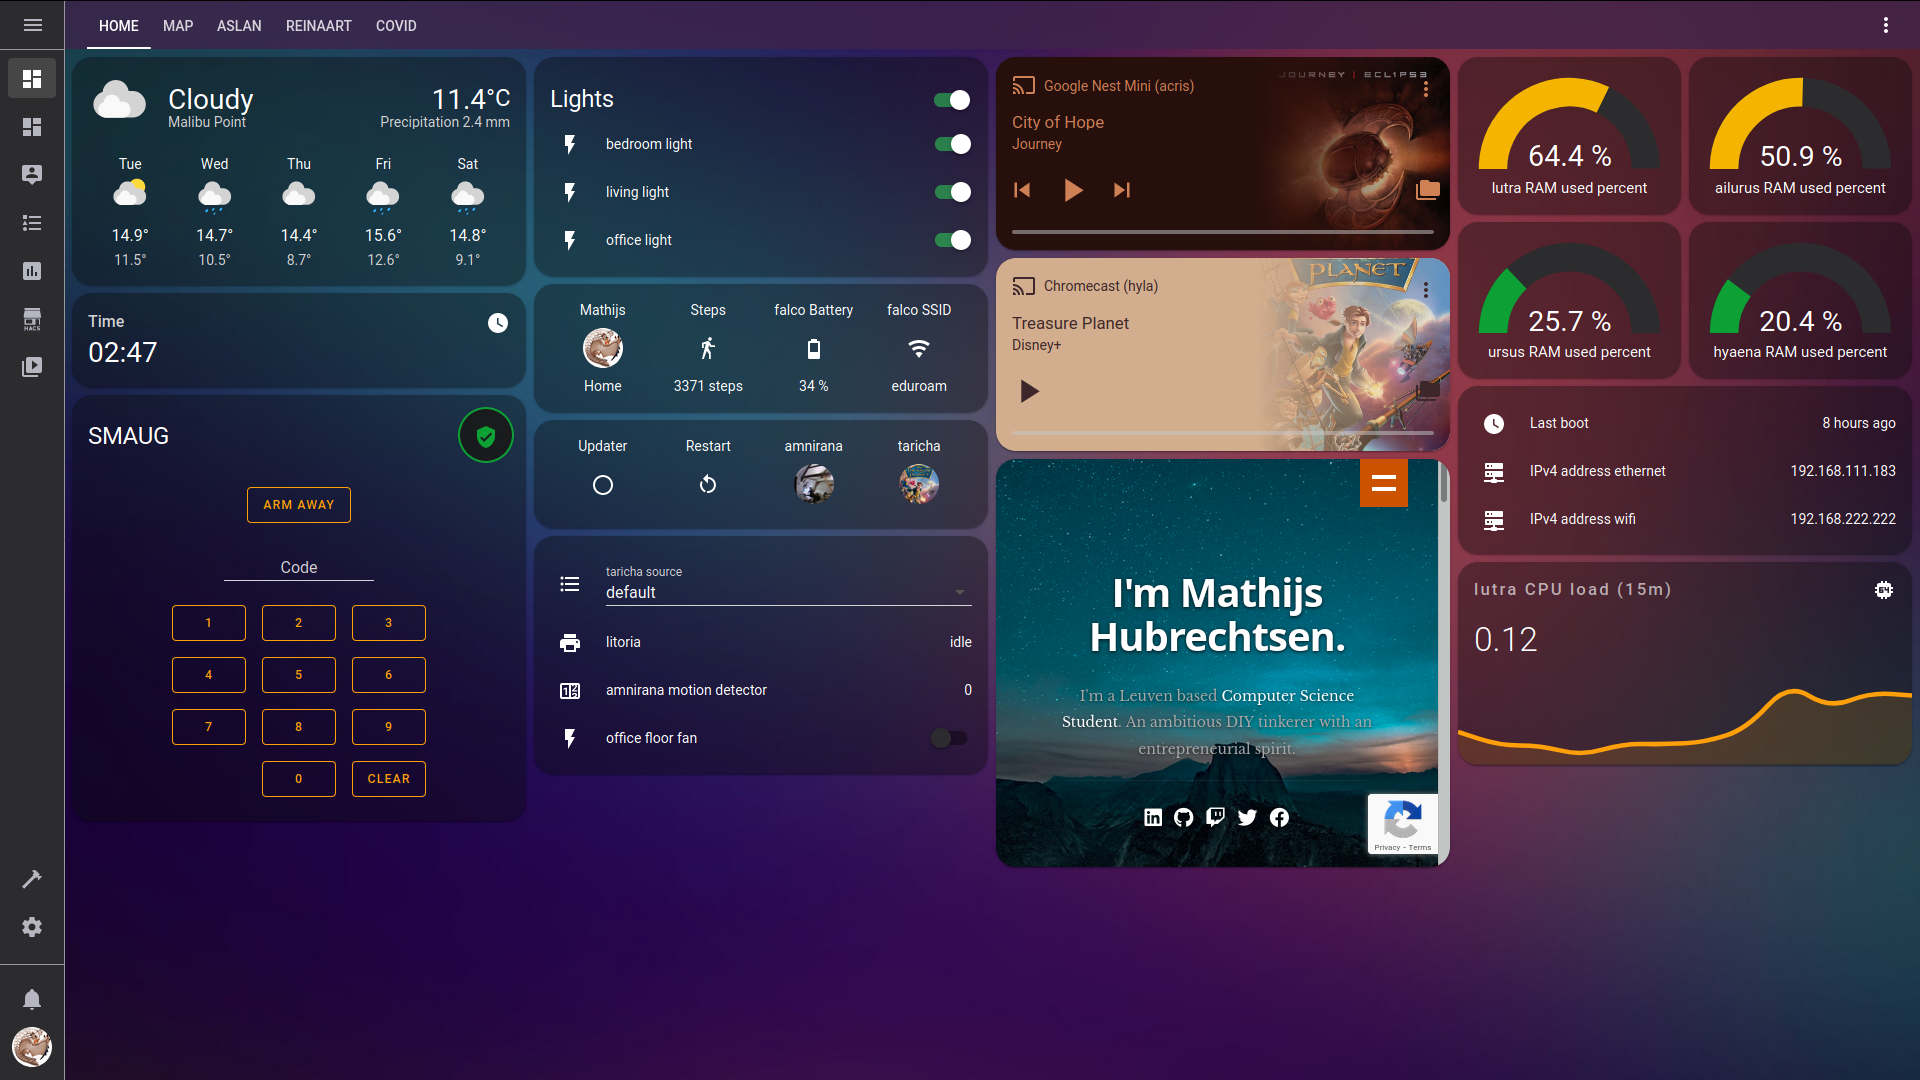 HOME MAP ASLAN REINAART COVID
Cloudy
Malibu Point
11.4°C
Precipitation 2.4 mm
Tue Wed Thu Fri Sat
14.9° 14.7° 14.4° 15.6° 14.8°
11.5° 10.5° 8.7° 12.6° 9.1°
Time
02:47
SMAUG
ARM AWAY
Code
1 2 3
4 5 6
7 8 9
0 CLEAR
HACS
Lights
bedroom light
living light
office light
Mathijs Steps falco Battery falco SSID
Home 3371 steps 34 % eduroam
Updater Restart amnirana taricha
taricha source
default
litoria idle
amnirana motion detector 0
office floor fan
JOURNEY | ECL1PS3
Google Nest Mini (acris)
City of Hope
Journey
Chromecast (hyla)
PLANET
Treasure Planet
Disney+
I'm Mathijs
Hubrechtsen.
I'm a Leuven based Computer Science
Student. An ambitious DIY tinkerer with an
entrepreneurial spirit.
Privacy - Terms
64.4 %
lutra RAM used percent
50.9 %
ailurus RAM used percent
25.7 %
ursus RAM used percent
20.4 %
hyaena RAM used percent
Last boot 8 hours ago
IPv4 address ethernet 192.168.111.183
IPv4 address wifi 192.168.222.222
lutra CPU load (15m)
64
0.12